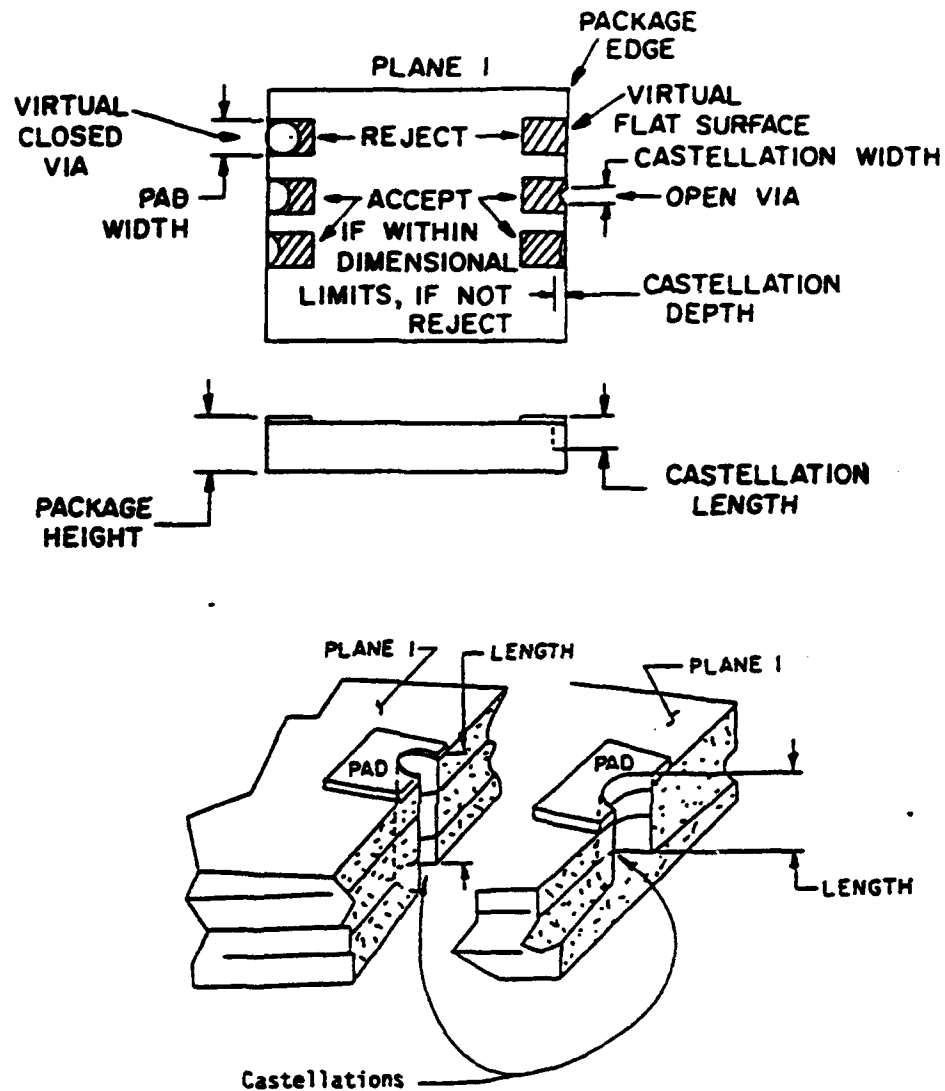 PACKAGE
EDGE
PLANE 1
VIRTUAL
CLOSED
VIA
REJECT
VIRTUAL
FLAT SURFACE
CASTELLATION WIDTH
PAD
WIDTH
ACCEPT
IF WITHIN
DIMENSIONAL
LIMITS, IF NOT
REJECT
OPEN VIA
CASTELLATION
DEPTH
PACKAGE
HEIGHT
CASTELLATION
LENGTH
PLANE 1
LENGTH
PLANE 1
PAD
PAD
LENGTH
Castellations